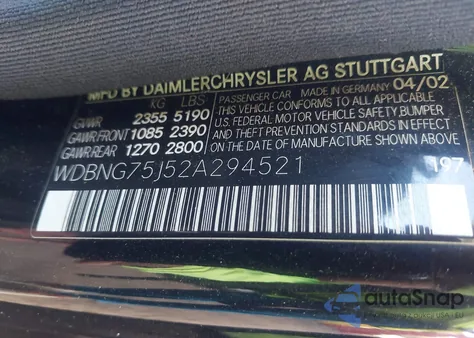 MFD BY DAIMLERCHRYSLER AG STUTTGART
KG LBS
GVWR 2355 5190
GAWR FRONT 1085 2390
GAWR REAR 1270 2800
PASSENGER CAR MADE IN GERMANY 04/02
THIS VEHICLE CONFORMS TO ALL APPLICABLE
U.S. FEDERAL MOTOR VEHICLE SAFETY, BUMPER
AND THEFT PREVENTION STANDARDS IN EFFECT
ON THE DATE OF MANUFACTURE SHOWN ABOVE
WDBNG75J52A294521
197
autoSnap